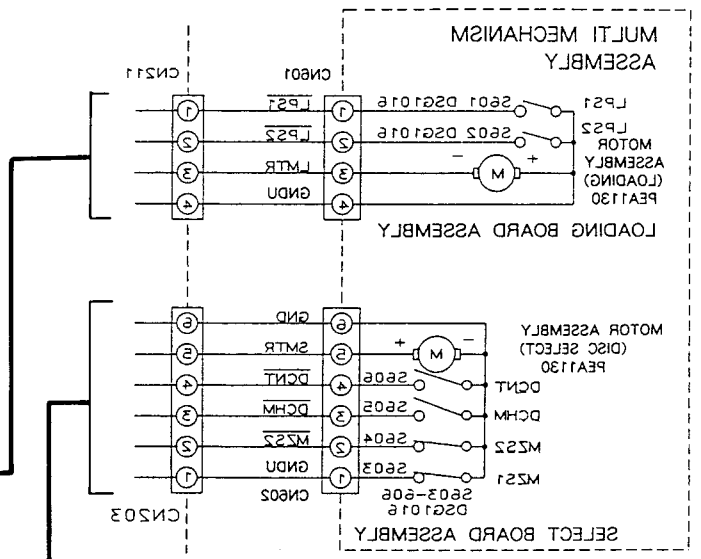 MULTI MECHANISM
ASSEMBLY
CN211
CN601
1 LPS1 1 S601 DSG1016 LPS1
2 LPS2 2 S602 DSG1016 LPS2
3 LMTR 3 - M +
4 GNDU 4
MOTOR
ASSEMBLY
(LOADING)
PEA1130
LOADING BOARD ASSEMBLY
6 GND 6
5 SMTR 5 + M -
MOTOR ASSEMBLY
(DISC SELECT)
PEA1130
4 DCNT 4 S606 DCNT
3 DCHM 3 S605 DCHM
2 MZS2 2 S604 MZS2
1 GNDU 1 S603 MZS1
CN203
CN602
S603-606
DSG1016
SELECT BOARD ASSEMBLY